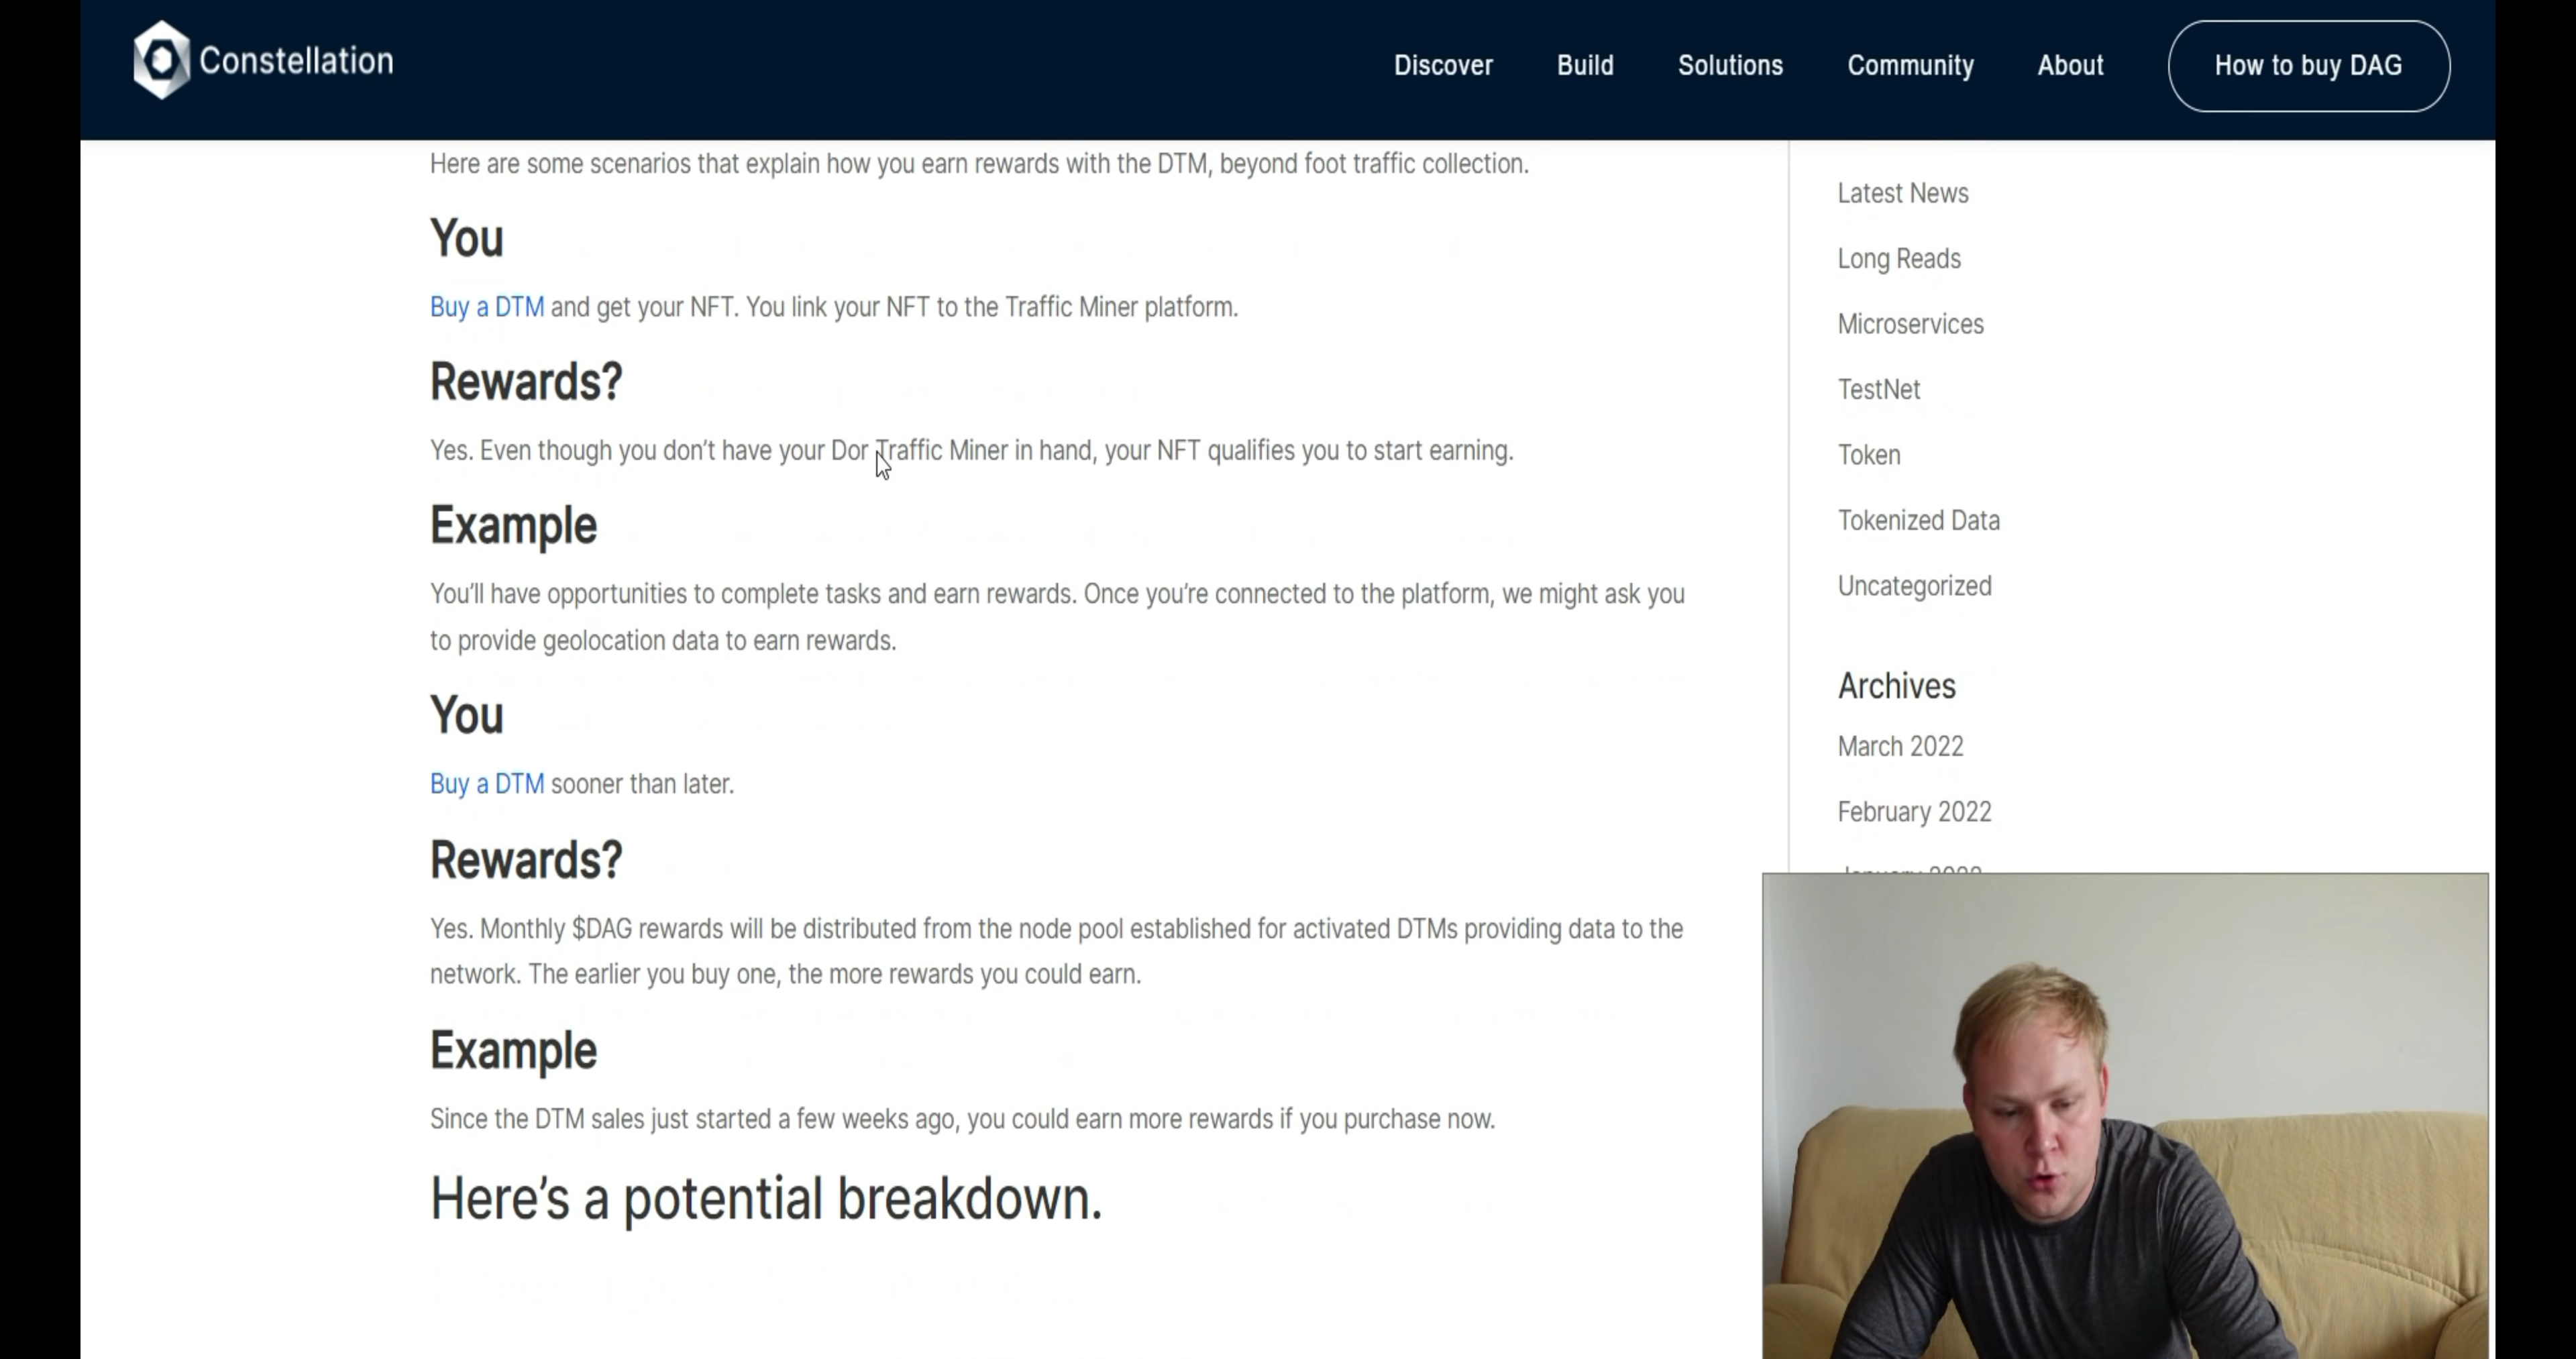 Constellation
Discover
Build
Solutions
Community
About
How to buy DAG
Here are some scenarios that explain how you earn rewards with the DTM, beyond foot traffic collection.
You
Buy a DTM and get your NFT. You link your NFT to the Traffic Miner platform.
Rewards?
Yes. Even though you don’t have your Dor Traffic Miner in hand, your NFT qualifies you to start earning.
Example
You’ll have opportunities to complete tasks and earn rewards. Once you’re connected to the platform, we might ask you
to provide geolocation data to earn rewards.
You
Buy a DTM sooner than later.
Rewards?
Yes. Monthly $DAG rewards will be distributed from the node pool established for activated DTMs providing data to the
network. The earlier you buy one, the more rewards you could earn.
Example
Since the DTM sales just started a few weeks ago, you could earn more rewards if you purchase now.
Here’s a potential breakdown.
Latest News
Long Reads
Microservices
TestNet
Token
Tokenized Data
Uncategorized
Archives
March 2022
February 2022
January 2022